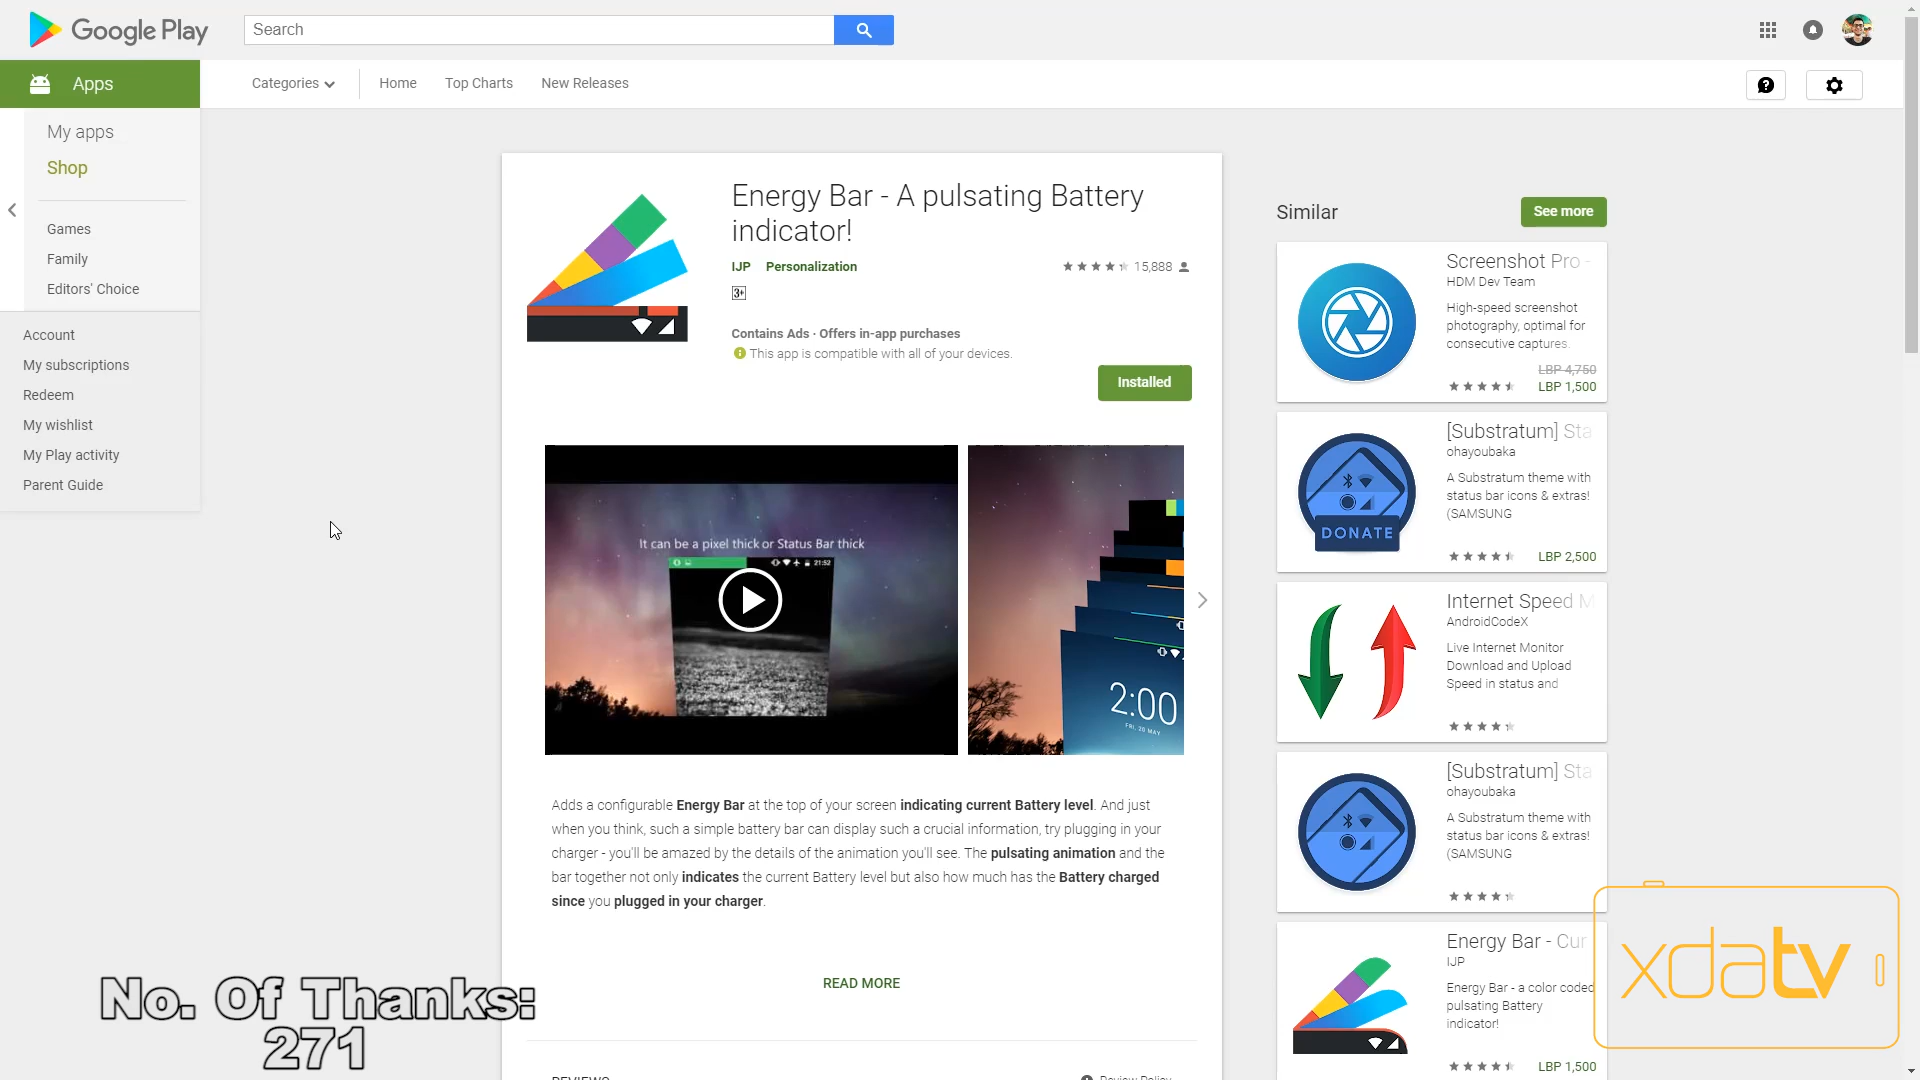 Google Play
Search
Apps
Categories
Home
Top Charts
New Releases
My apps
Shop
Games
Family
Editors' Choice
Account
My subscriptions
Redeem
My wishlist
My Play activity
Parent Guide
Energy Bar - A pulsating Battery
indicator!
IJP Personalization
15,888
3+
Contains Ads · Offers in-app purchases
This app is compatible with all of your devices.
Installed
It can be a pixel thick or Status Bar thick
21:52
2:00
FRI, 20 MAY
Adds a configurable Energy Bar at the top of your screen indicating current Battery level. And just
when you think, such a simple battery bar can display such a crucial information, try plugging in your
charger - you'll be amazed by the details of the animation you'll see. The pulsating animation and the
bar together not only indicates the current Battery level but also how much has the Battery charged
since you plugged in your charger.
READ MORE
REVIEWS
Review Policy
Similar
See more
Screenshot Pro -
HDM Dev Team
High-speed screenshot
photography, optimal for
consecutive captures.
LBP 4,750
LBP 1,500
[Substratum] Sta
ohayoubaka
A Substratum theme with
status bar icons & extras!
(SAMSUNG
DONATE
LBP 2,500
Internet Speed M
AndroidCodeX
Live Internet Monitor
Download and Upload
Speed in status and
[Substratum] Sta
ohayoubaka
A Substratum theme with
status bar icons & extras!
(SAMSUNG
Energy Bar - Cur
IJP
Energy Bar - a color coded
pulsating Battery
indicator!
LBP 1,500
No. Of Thanks:
271
xdatv